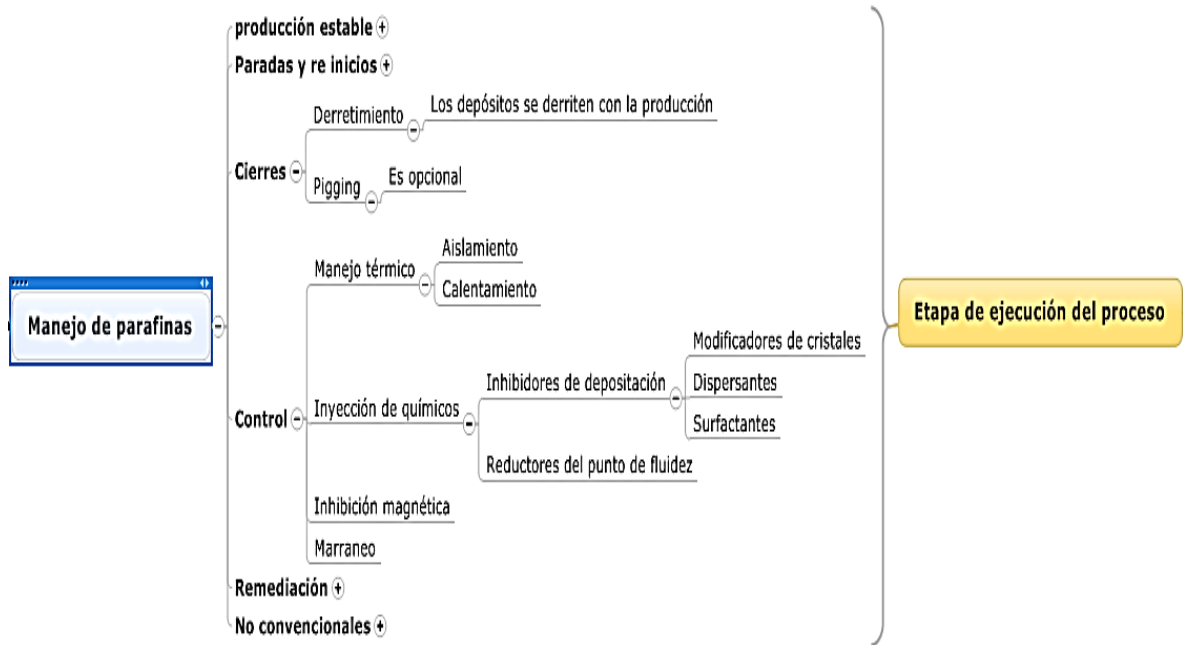 producción estable
Paradas y re inicios
Cierres
Derretimiento
Los depósitos se derriten con la producción
Pigging
Es opcional
Manejo de parafinas
Control
Manejo térmico
Aislamiento
Calentamiento
Inyección de químicos
Inhibidores de depositación
Modificadores de cristales
Dispersantes
Surfactantes
Reductores del punto de fluidez
Inhibición magnética
Marraneo
Remediación
No convencionales
Etapa de ejecución del proceso